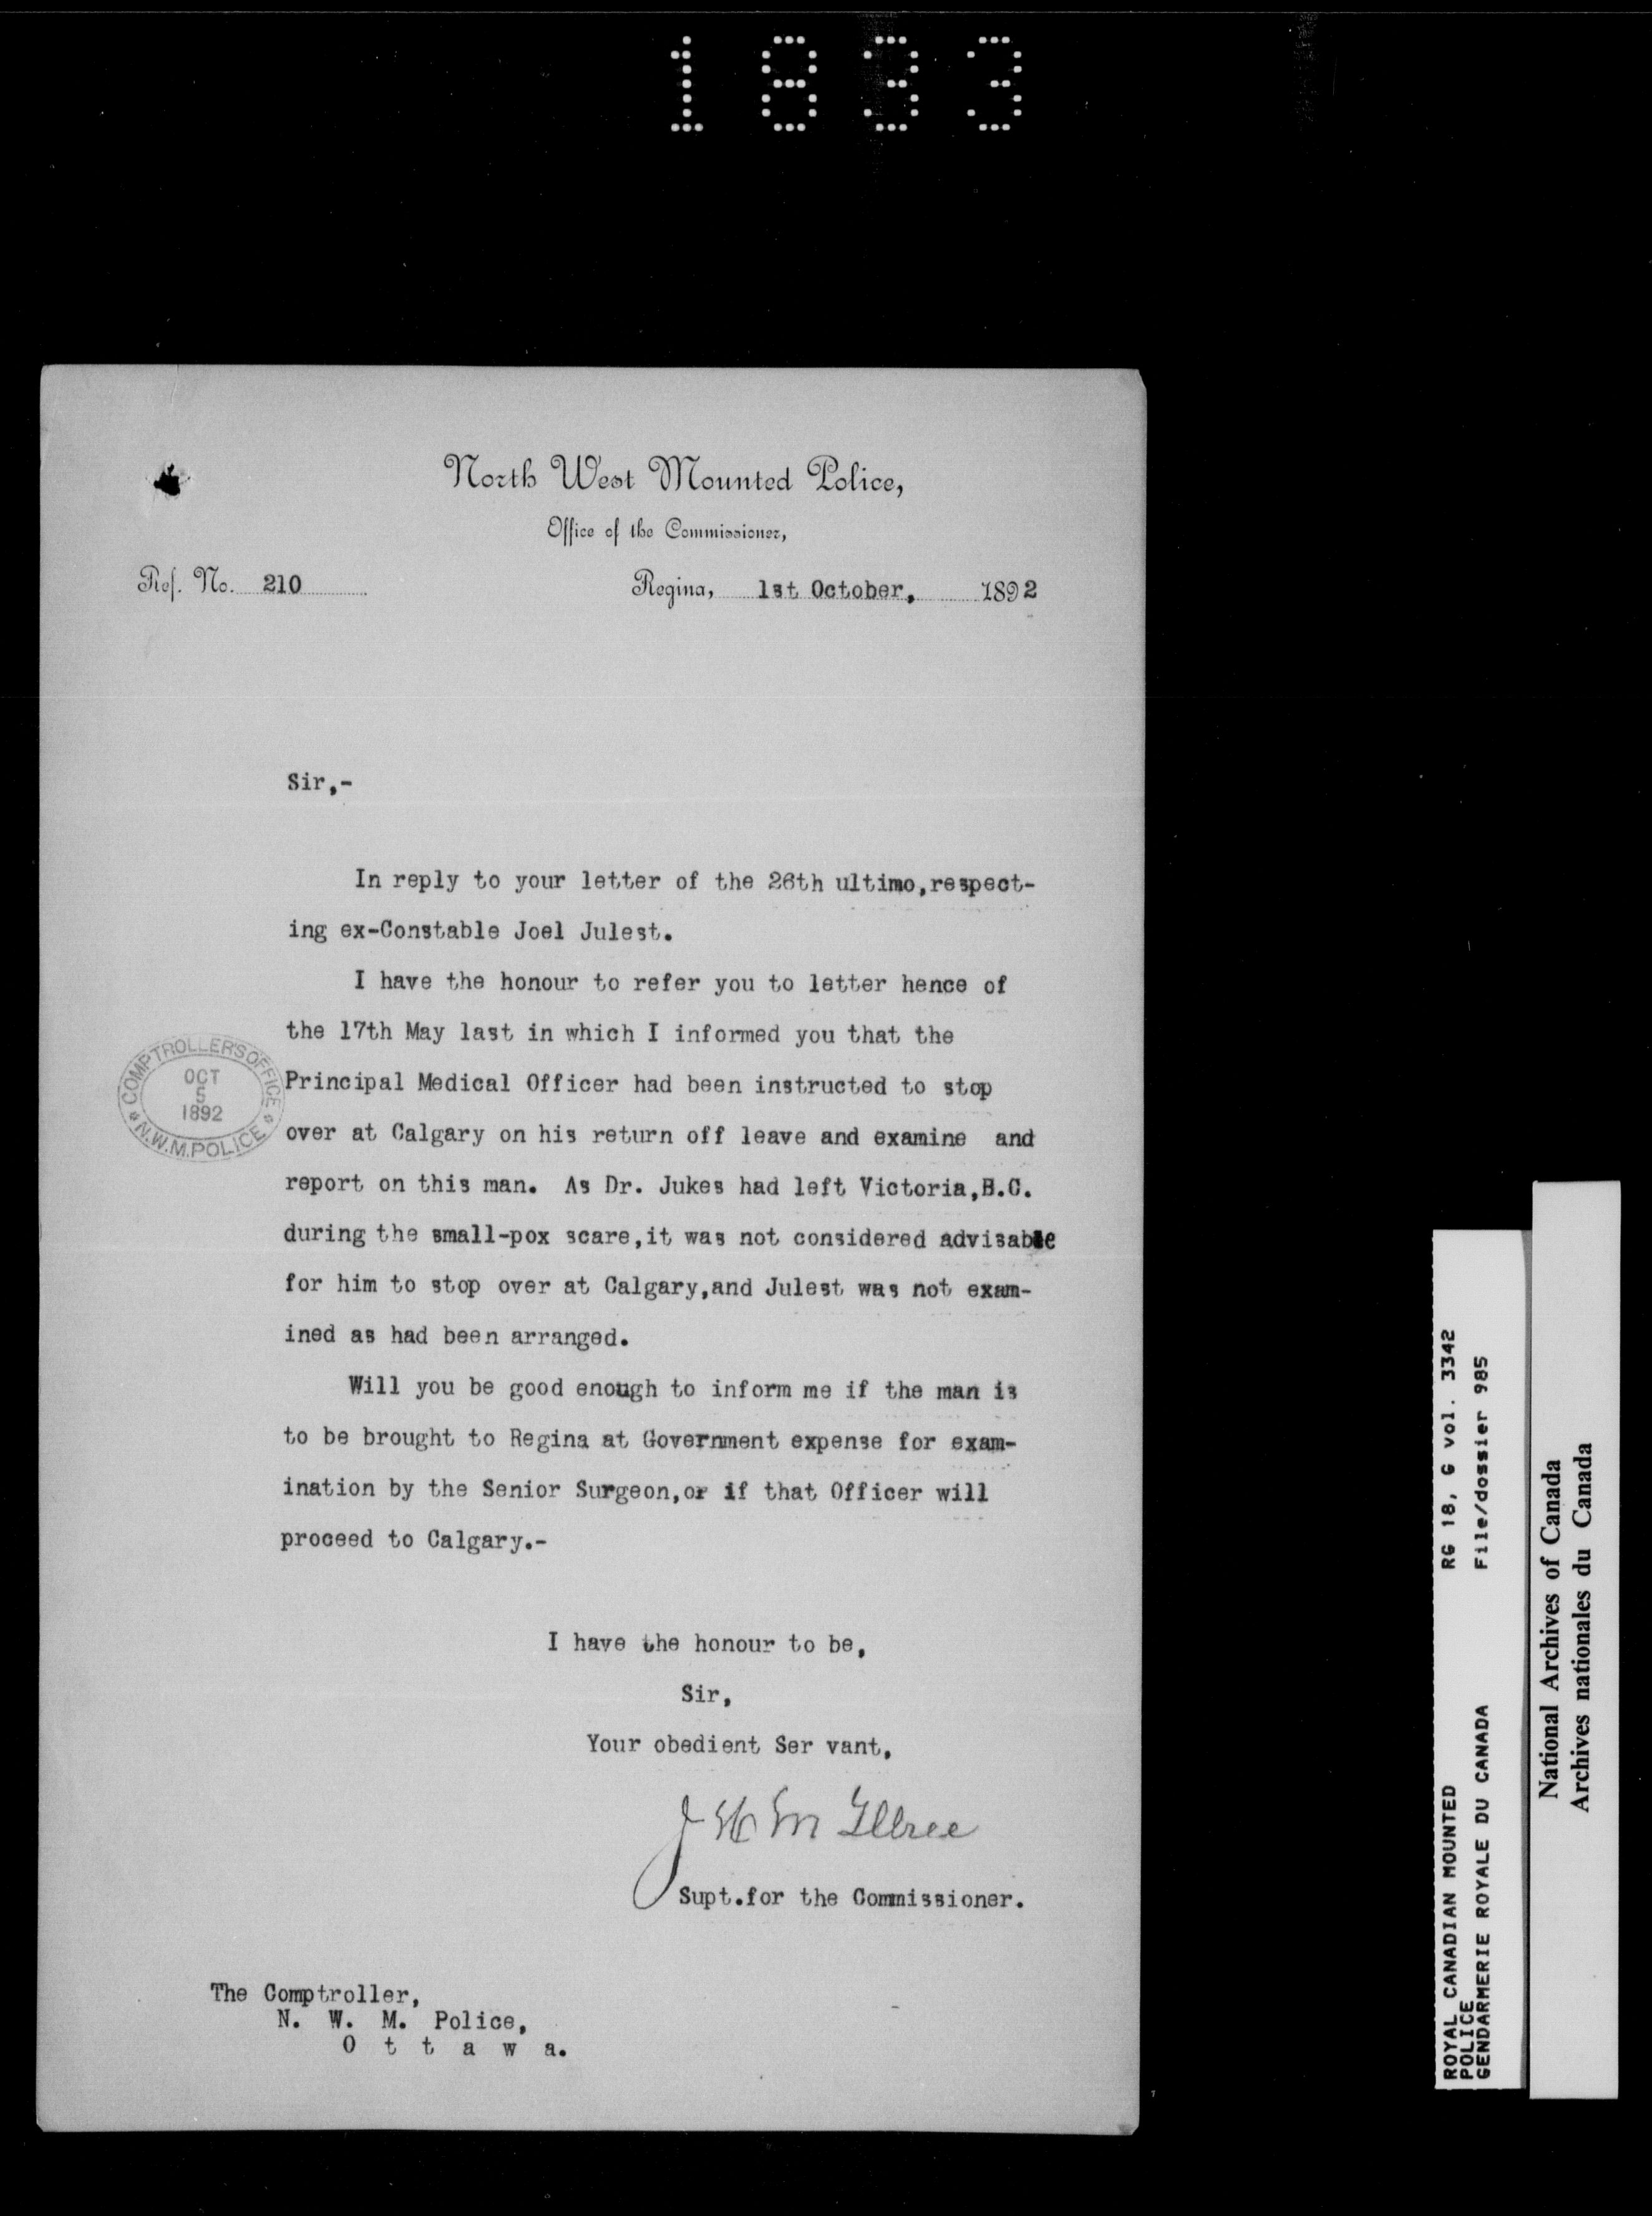 1833
North West Mounted Police,
Office of the Commissioner,
Ref. No. 210
Regina, 1st October, 1892
Sir,-
In reply to your letter of the 26th ultimo,respect-
ing ex-Constable Joel Julest.
I have the honour to refer you to letter hence of
the 17th May last in which I informed you that the
Principal Medical Officer had been instructed to stop
over at Calgary on his return off leave and examine and
report on this man. As Dr. Jukes had left Victoria,B.C.
during the small-pox scare,it was not considered advisable
for him to stop over at Calgary,and Julest was not exam-
ined as had been arranged.
Will you be good enough to inform me if the man is
to be brought to Regina at Government expense for exam-
ination by the Senior Surgeon,or if that Officer will
proceed to Calgary.-
COMPTROLLER'S OFFICE
OCT
5
1892
N.W.M.POLICE
I have the honour to be,
Sir,
Your obedient Ser vant,
J H McIllree
Supt.for the Commissioner.
The Comptroller,
N. W. M. Police,
O t t a w a.
ROYAL CANADIAN MOUNTED RG 18, G vol. 3342
POLICE
GENDARMERIE ROYALE DU CANADA File/dossier 985
National Archives of Canada
Archives nationales du Canada